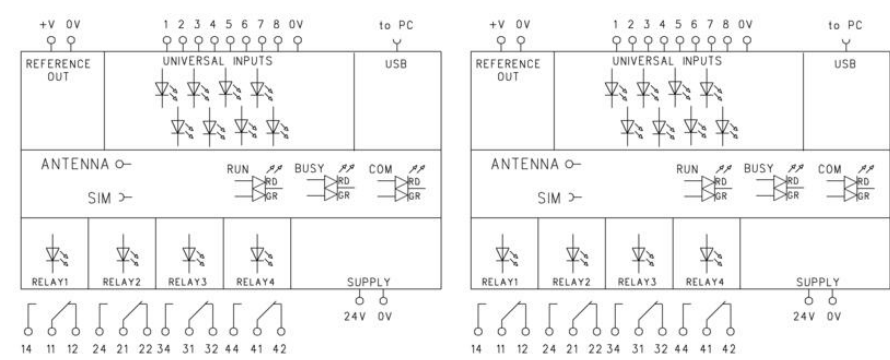 +V 0V 1 2 3 4 5 6 7 8 0V to PC
REFERENCE OUT UNIVERSAL INPUTS USB
ANTENNA RUN RD GR BUSY RD GR COM RD GR
SIM
RELAY1 RELAY2 RELAY3 RELAY4 SUPPLY
24V 0V
14 11 12 24 21 22 34 31 32 44 41 42
+V 0V 1 2 3 4 5 6 7 8 0V to PC
REFERENCE OUT UNIVERSAL INPUTS USB
ANTENNA RUN RD GR BUSY RD GR COM RD GR
SIM
RELAY1 RELAY2 RELAY3 RELAY4 SUPPLY
24V 0V
14 11 12 24 21 22 34 31 32 44 41 42